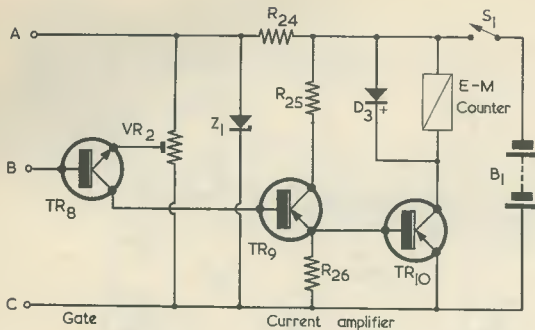 A
R24
S1
R25
D3
+
E-M
Counter
VR2
Z1
B
B1
TR8
TR9
TR10
R26
C
Gate
Current amplifier